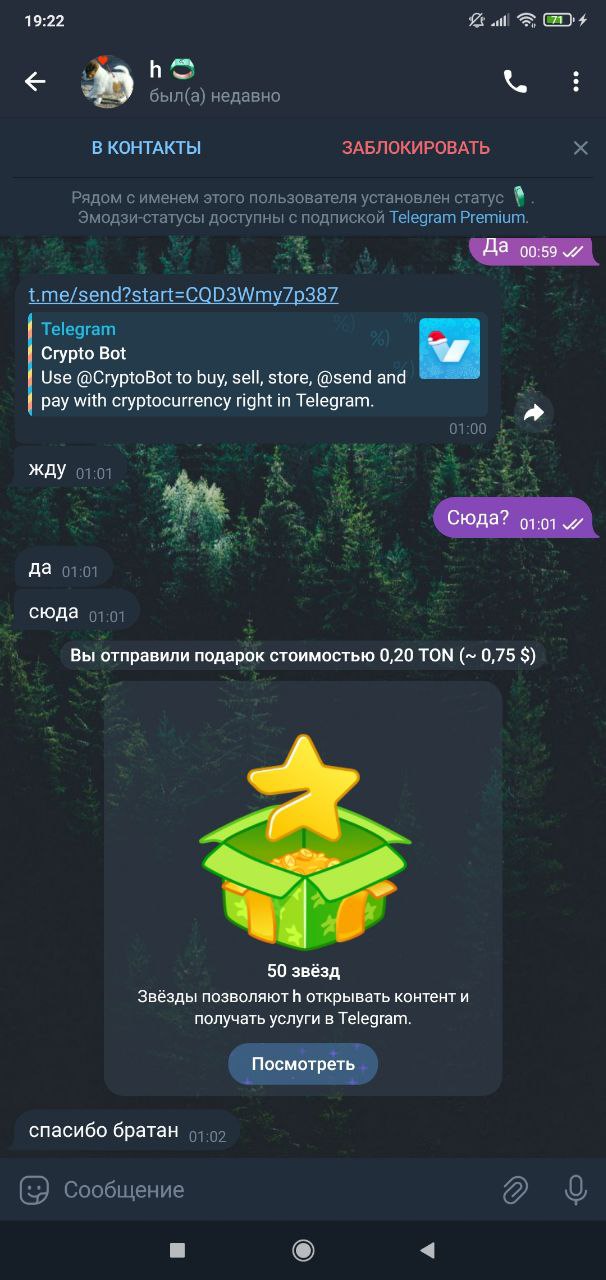 19:22
71
h
был(а) недавно
В КОНТАКТЫ
ЗАБЛОКИРОВАТЬ
Рядом с именем этого пользователя установлен статус .
Эмодзи-статусы доступны с подпиской Telegram Premium.
Да 00:59
t.me/send?start=CQD3Wmy7p387
Telegram
Crypto Bot
Use @CryptoBot to buy, sell, store, @send and
pay with cryptocurrency right in Telegram.
01:00
жду 01:01
Сюда? 01:01
да 01:01
сюда 01:01
Вы отправили подарок стоимостью 0,20 TON (~ 0,75 $)
50 звёзд
Звёзды позволяют h открывать контент и
получать услуги в Telegram.
Посмотреть
спасибо братан 01:02
Сообщение